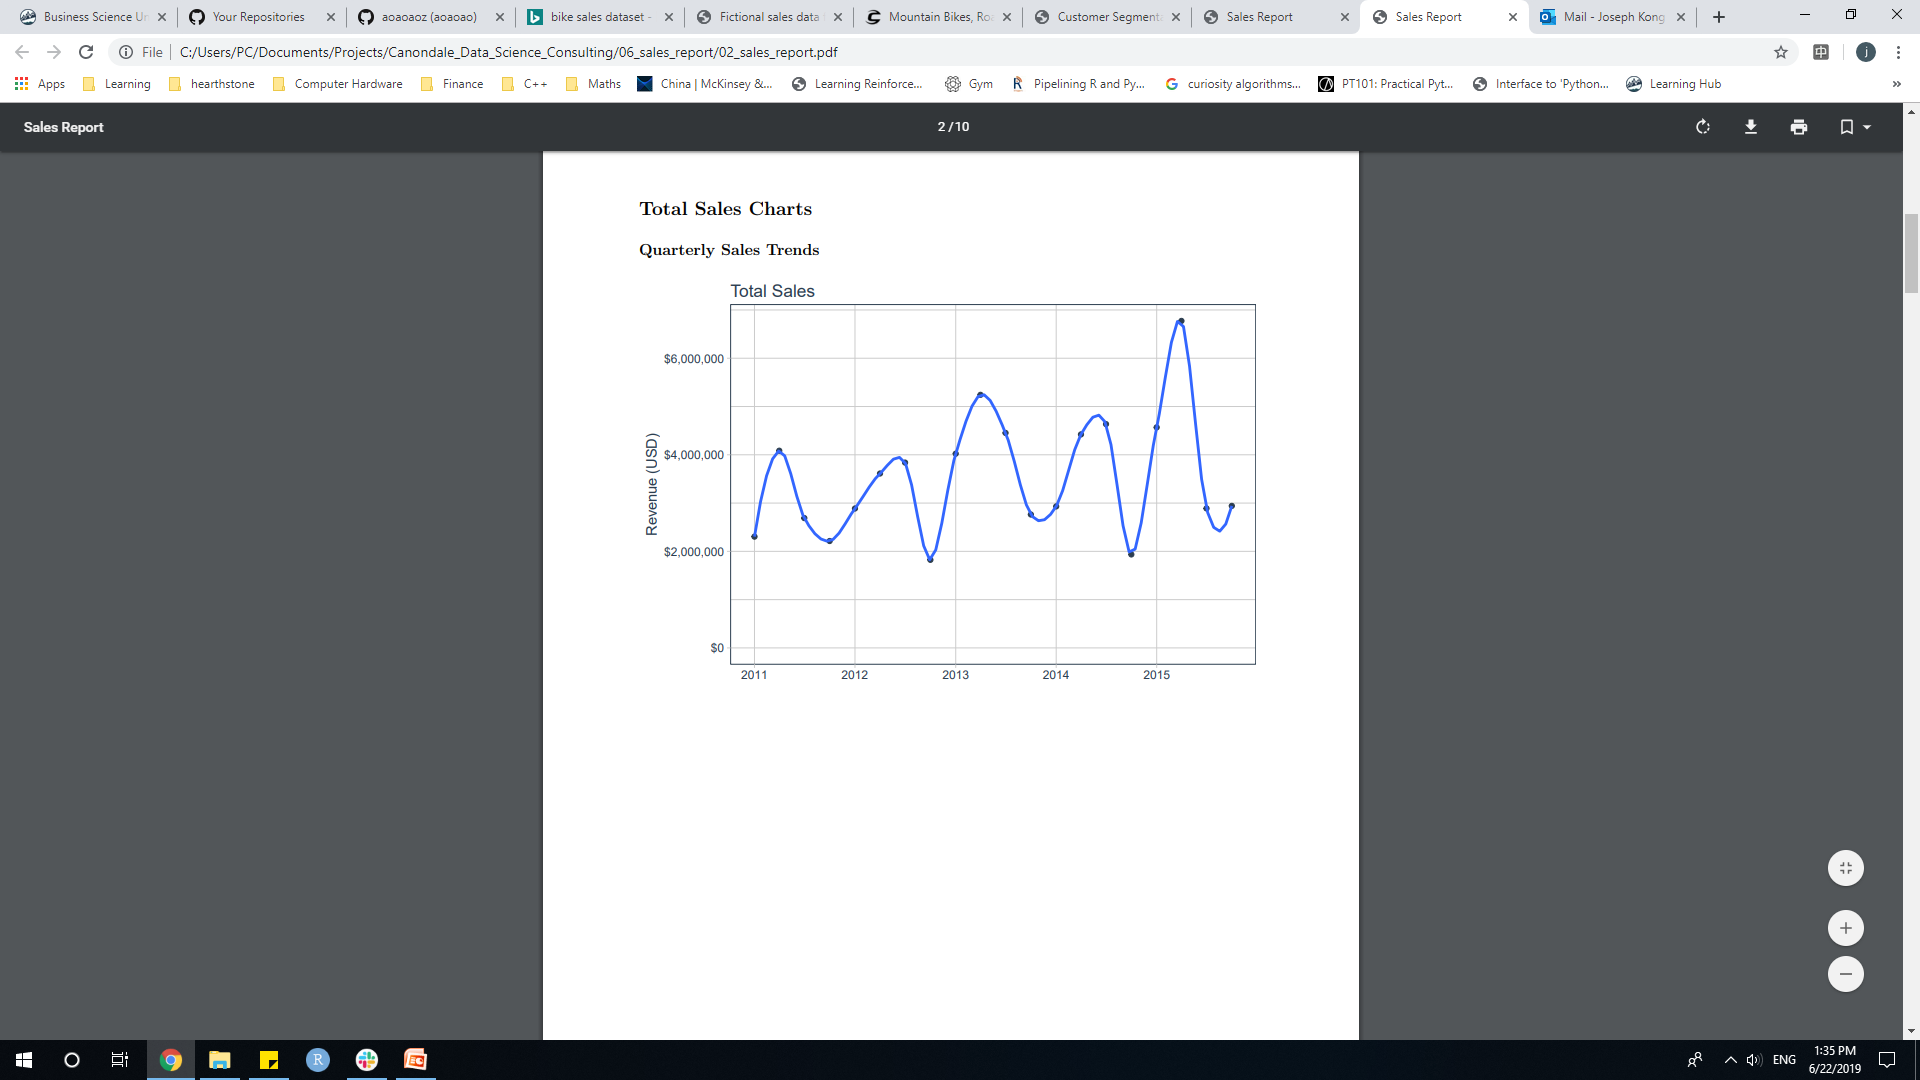 Business Science Un
Your Repositories
aoaoaoz (aoaoao)
bike sales dataset -
Fictional sales data
Mountain Bikes, Ro
Customer Segment
Sales Report
Sales Report
Mail - Joseph Kong
File
C:/Users/PC/Documents/Projects/Canondale_Data_Science_Consulting/06_sales_report/02_sales_report.pdf
j
Apps
Learning
hearthstone
Computer Hardware
Finance
C++
Maths
China | McKinsey &...
Learning Reinforce...
Gym
Pipelining R and Py...
curiosity algorithms...
PT101: Practical Pyt...
Interface to 'Python...
Learning Hub
»
Sales Report
2 / 10
Total Sales Charts
Quarterly Sales Trends
Total Sales
Revenue (USD)
$6,000,000
$4,000,000
$2,000,000
$0
2011 2012 2013 2014 2015
ENG
1:35 PM
6/22/2019